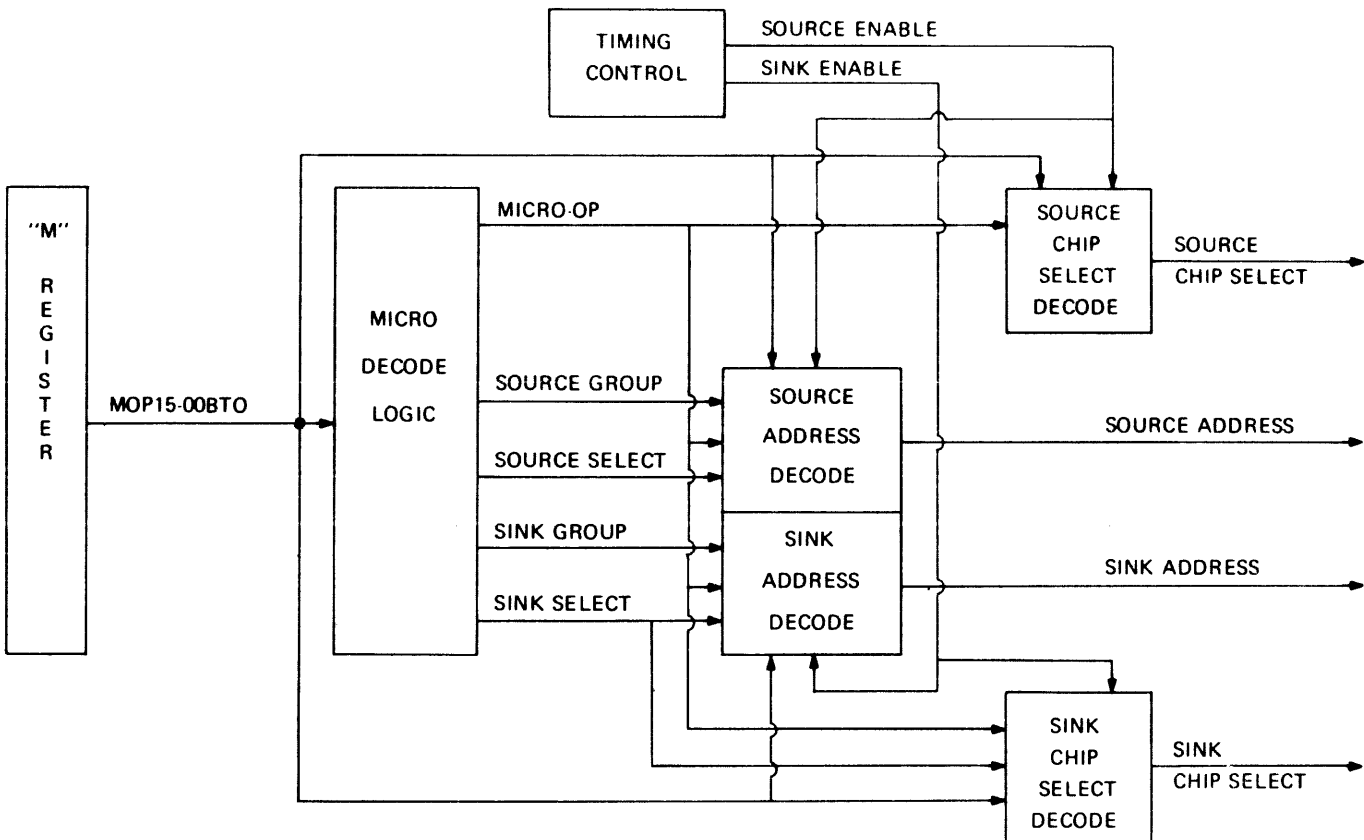 TIMING
CONTROL
SOURCE ENABLE
SINK ENABLE
"M"
REGISTER
MOP15-00BTO
MICRO
DECODE
LOGIC
MICRO-OP
SOURCE GROUP
SOURCE SELECT
SINK GROUP
SINK SELECT
SOURCE
CHIP
SELECT
DECODE
SOURCE
CHIP SELECT
SOURCE
ADDRESS
DECODE
SOURCE ADDRESS
SINK
ADDRESS
DECODE
SINK ADDRESS
SINK
CHIP
SELECT
DECODE
SINK
CHIP SELECT